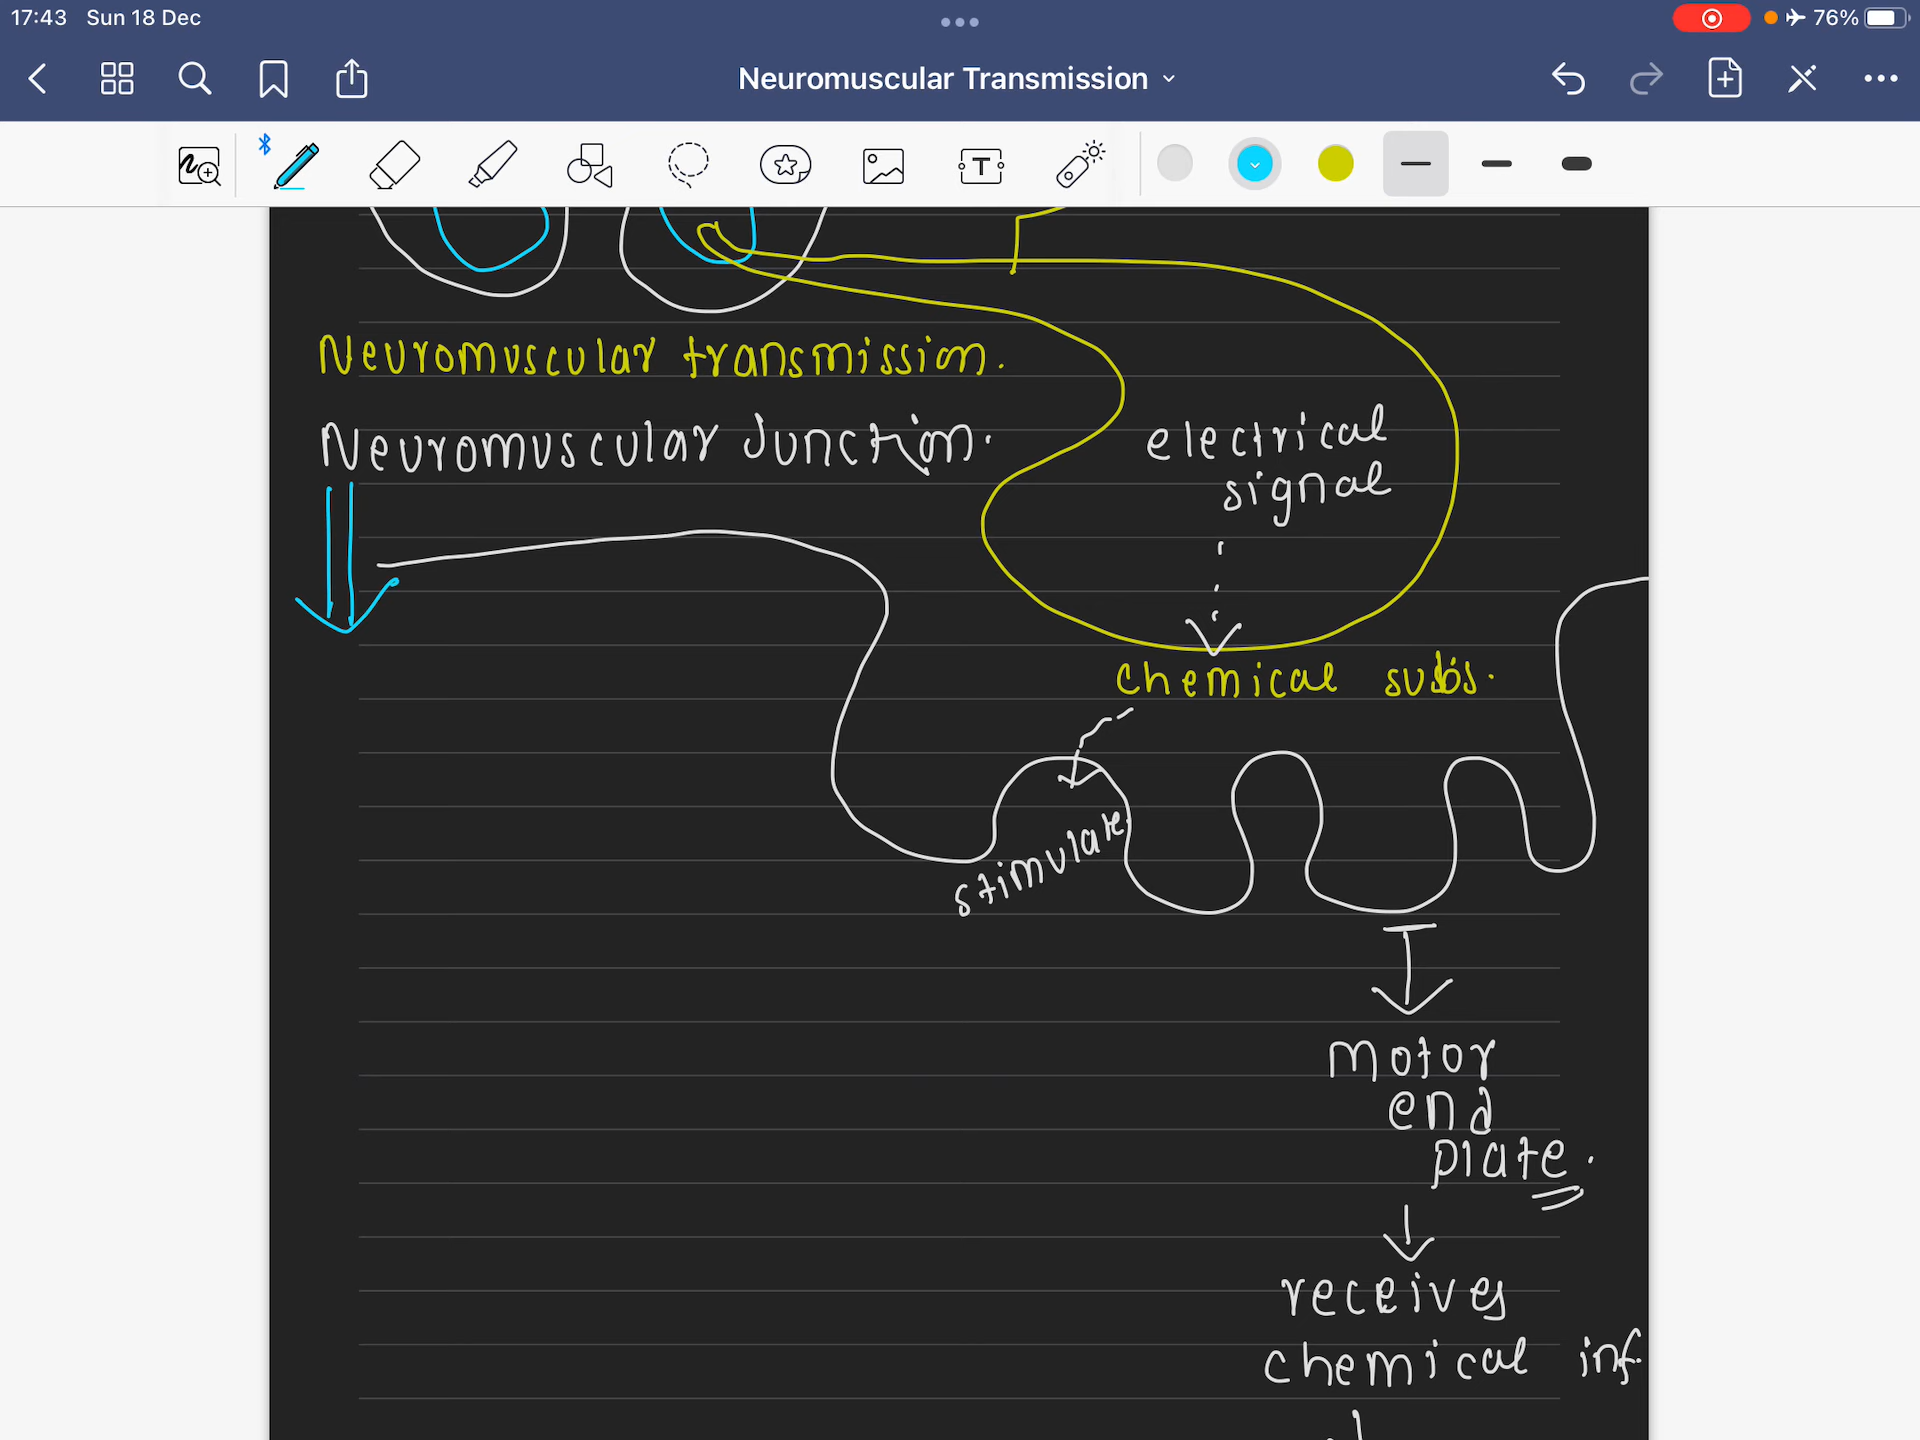 17:43 Sun 18 Dec
76%
Neuromuscular Transmission
T
Neuromuscular transmission.
Neuromuscular Junction.
electrical
signal
chemical subs.
stimulate
motor
end
plate.
receives
chemical inf.